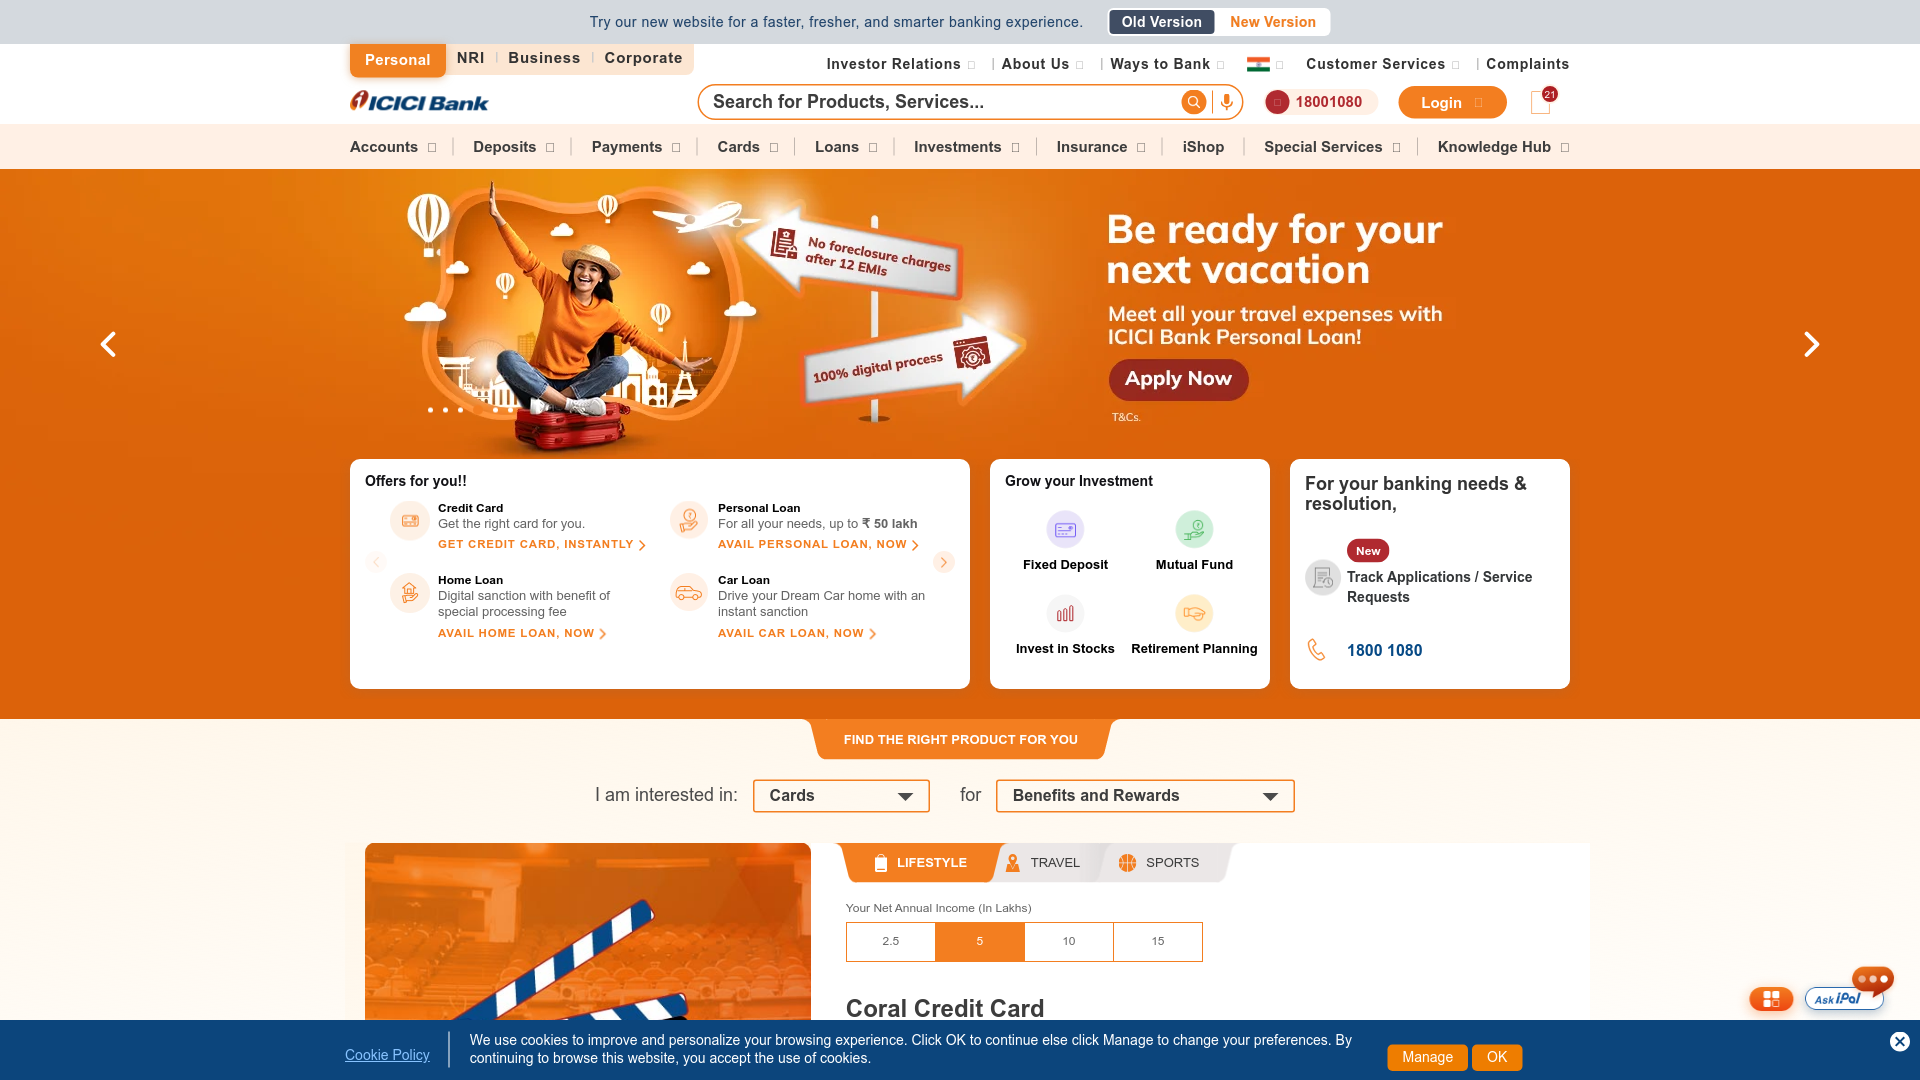 Try our new website for a faster, fresher, and smarter banking experience.
Old Version
New Version
Personal
NRI
Business
Corporate
Investor Relations
About Us
Ways to Bank
Customer Services
Complaints
ICICI Bank
Search for Products, Services...
18001080
Login
21
Accounts
Deposits
Payments
Cards
Loans
Investments
Insurance
iShop
Special Services
Knowledge Hub
No foreclosure charges
after 12 EMIs
100% digital process
Be ready for your
next vacation
Meet all your travel expenses with
ICICI Bank Personal Loan!
Apply Now
T&Cs.
Offers for you!!
Credit Card
Get the right card for you.
GET CREDIT CARD, INSTANTLY
Personal Loan
For all your needs, up to ₹ 50 lakh
AVAIL PERSONAL LOAN, NOW
Home Loan
Digital sanction with benefit of
special processing fee
AVAIL HOME LOAN, NOW
Car Loan
Drive your Dream Car home with an
instant sanction
AVAIL CAR LOAN, NOW
Grow your Investment
Fixed Deposit
Mutual Fund
Invest in Stocks
Retirement Planning
For your banking needs &
resolution,
New
Track Applications / Service
Requests
1800 1080
FIND THE RIGHT PRODUCT FOR YOU
I am interested in:
Cards
for
Benefits and Rewards
LIFESTYLE
TRAVEL
SPORTS
Your Net Annual Income (In Lakhs)
2.5
5
10
15
Coral Credit Card
Ask iPal
Cookie Policy
We use cookies to improve and personalize your browsing experience. Click OK to continue else click Manage to change your preferences. By
continuing to browse this website, you accept the use of cookies.
Manage
OK